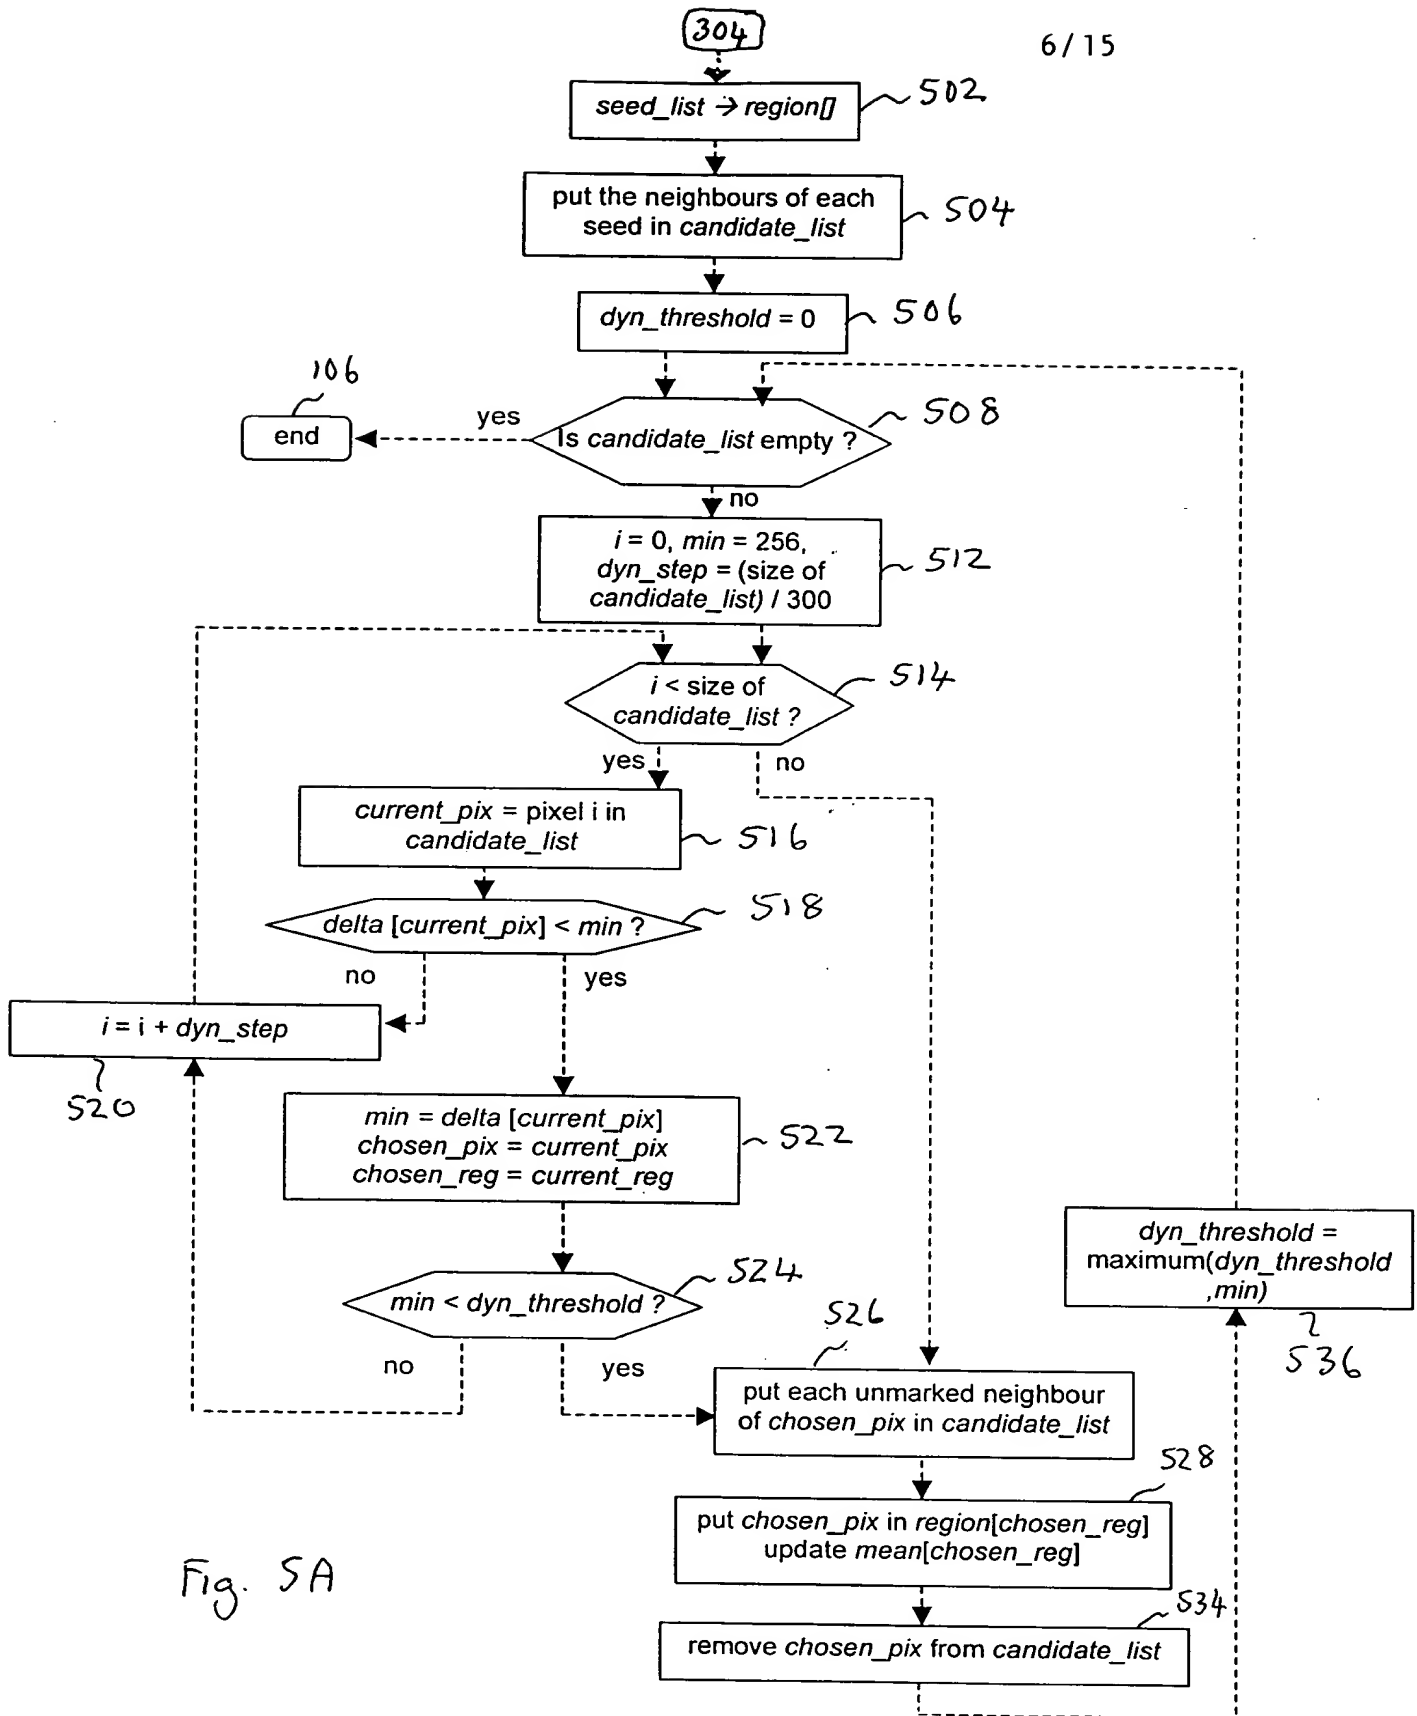 304
6/15
seed_list → region[]
502
put the neighbours of each
seed in candidate_list
504
dyn_threshold = 0
506
106
end
yes
Is candidate_list empty ?
508
no
i = 0, min = 256,
dyn_step = (size of
candidate_list) / 300
512
i < size of
candidate_list ?
514
yes
no
current_pix = pixel i in
candidate_list
516
delta [current_pix] < min ?
518
no
yes
i = i + dyn_step
520
min = delta [current_pix]
chosen_pix = current_pix
chosen_reg = current_reg
522
min < dyn_threshold ?
524
no
yes
dyn_threshold =
maximum(dyn_threshold
,min)
536
526
put each unmarked neighbour
of chosen_pix in candidate_list
528
put chosen_pix in region[chosen_reg]
update mean[chosen_reg]
534
remove chosen_pix from candidate_list
Fig. 5A